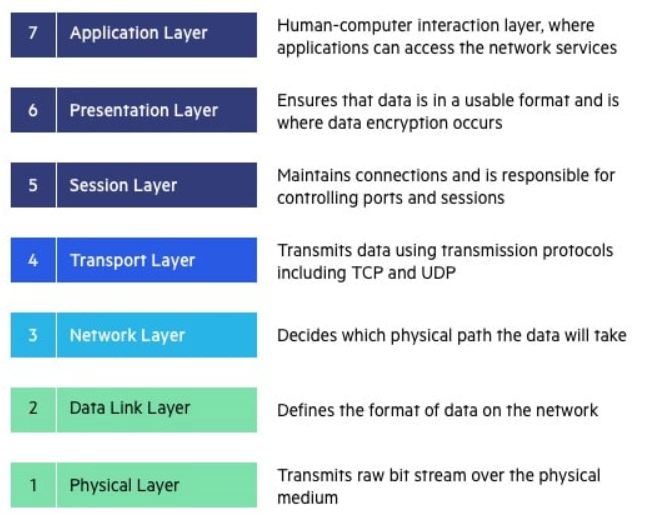 7 Application Layer
Human-computer interaction layer, where
applications can access the network services
6 Presentation Layer
Ensures that data is in a usable format and is
where data encryption occurs
5 Session Layer
Maintains connections and is responsible for
controlling ports and sessions
4 Transport Layer
Transmits data using transmission protocols
including TCP and UDP
3 Network Layer
Decides which physical path the data will take
2 Data Link Layer
Defines the format of data on the network
1 Physical Layer
Transmits raw bit stream over the physical
medium